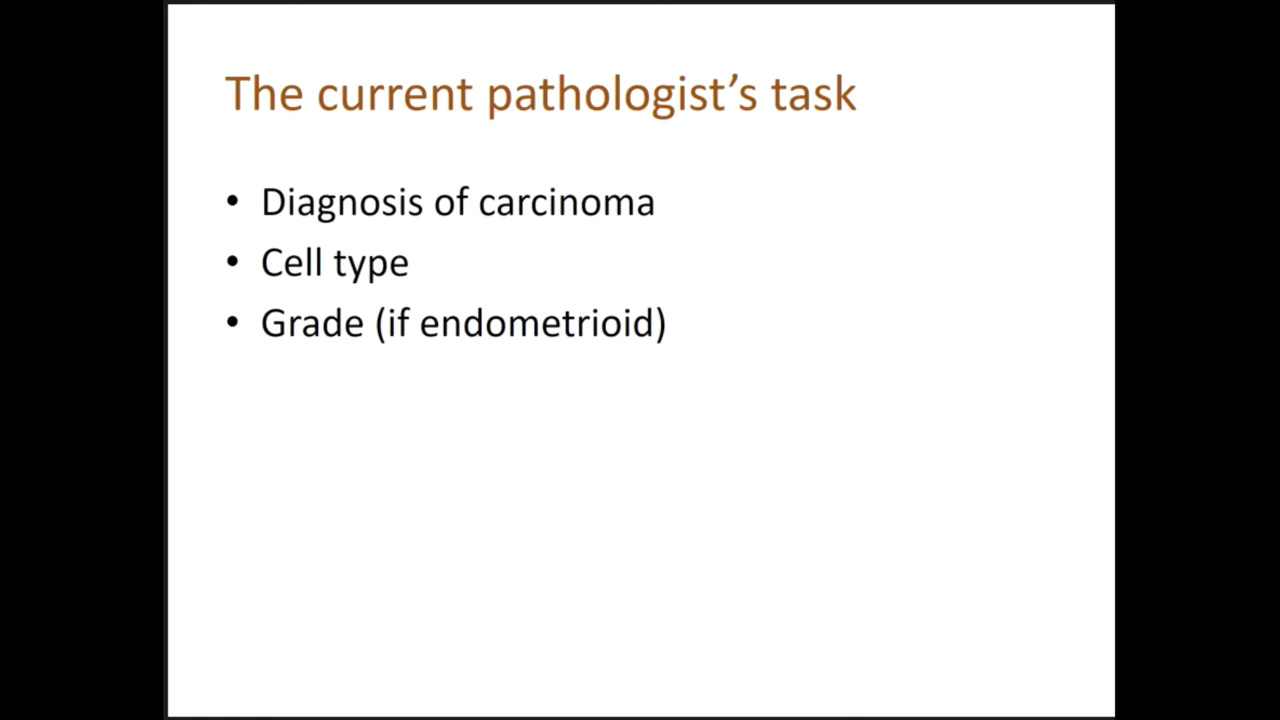 The current pathologist’s task
• Diagnosis of carcinoma
• Cell type
• Grade (if endometrioid)